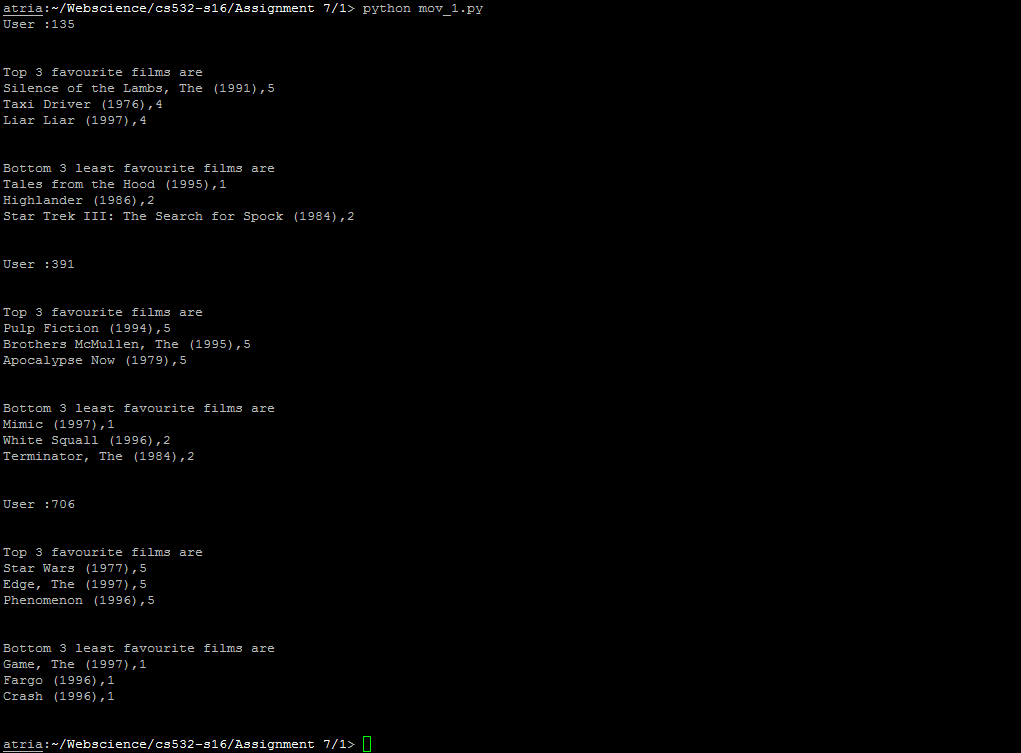 atria:~/Webscience/cs532-s16/Assignment 7/1> python mov_1.py
User :135
Top 3 favourite films are
Silence of the Lambs, The (1991),5
Taxi Driver (1976),4
Liar Liar (1997),4
Bottom 3 least favourite films are
Tales from the Hood (1995),1
Highlander (1986),2
Star Trek III: The Search for Spock (1984),2
User :391
Top 3 favourite films are
Pulp Fiction (1994),5
Brothers McMullen, The (1995),5
Apocalypse Now (1979),5
Bottom 3 least favourite films are
Mimic (1997),1
White Squall (1996),2
Terminator, The (1984),2
User :706
Top 3 favourite films are
Star Wars (1977),5
Edge, The (1997),5
Phenomenon (1996),5
Bottom 3 least favourite films are
Game, The (1997),1
Fargo (1996),1
Crash (1996),1
atria:~/Webscience/cs532-s16/Assignment 7/1>